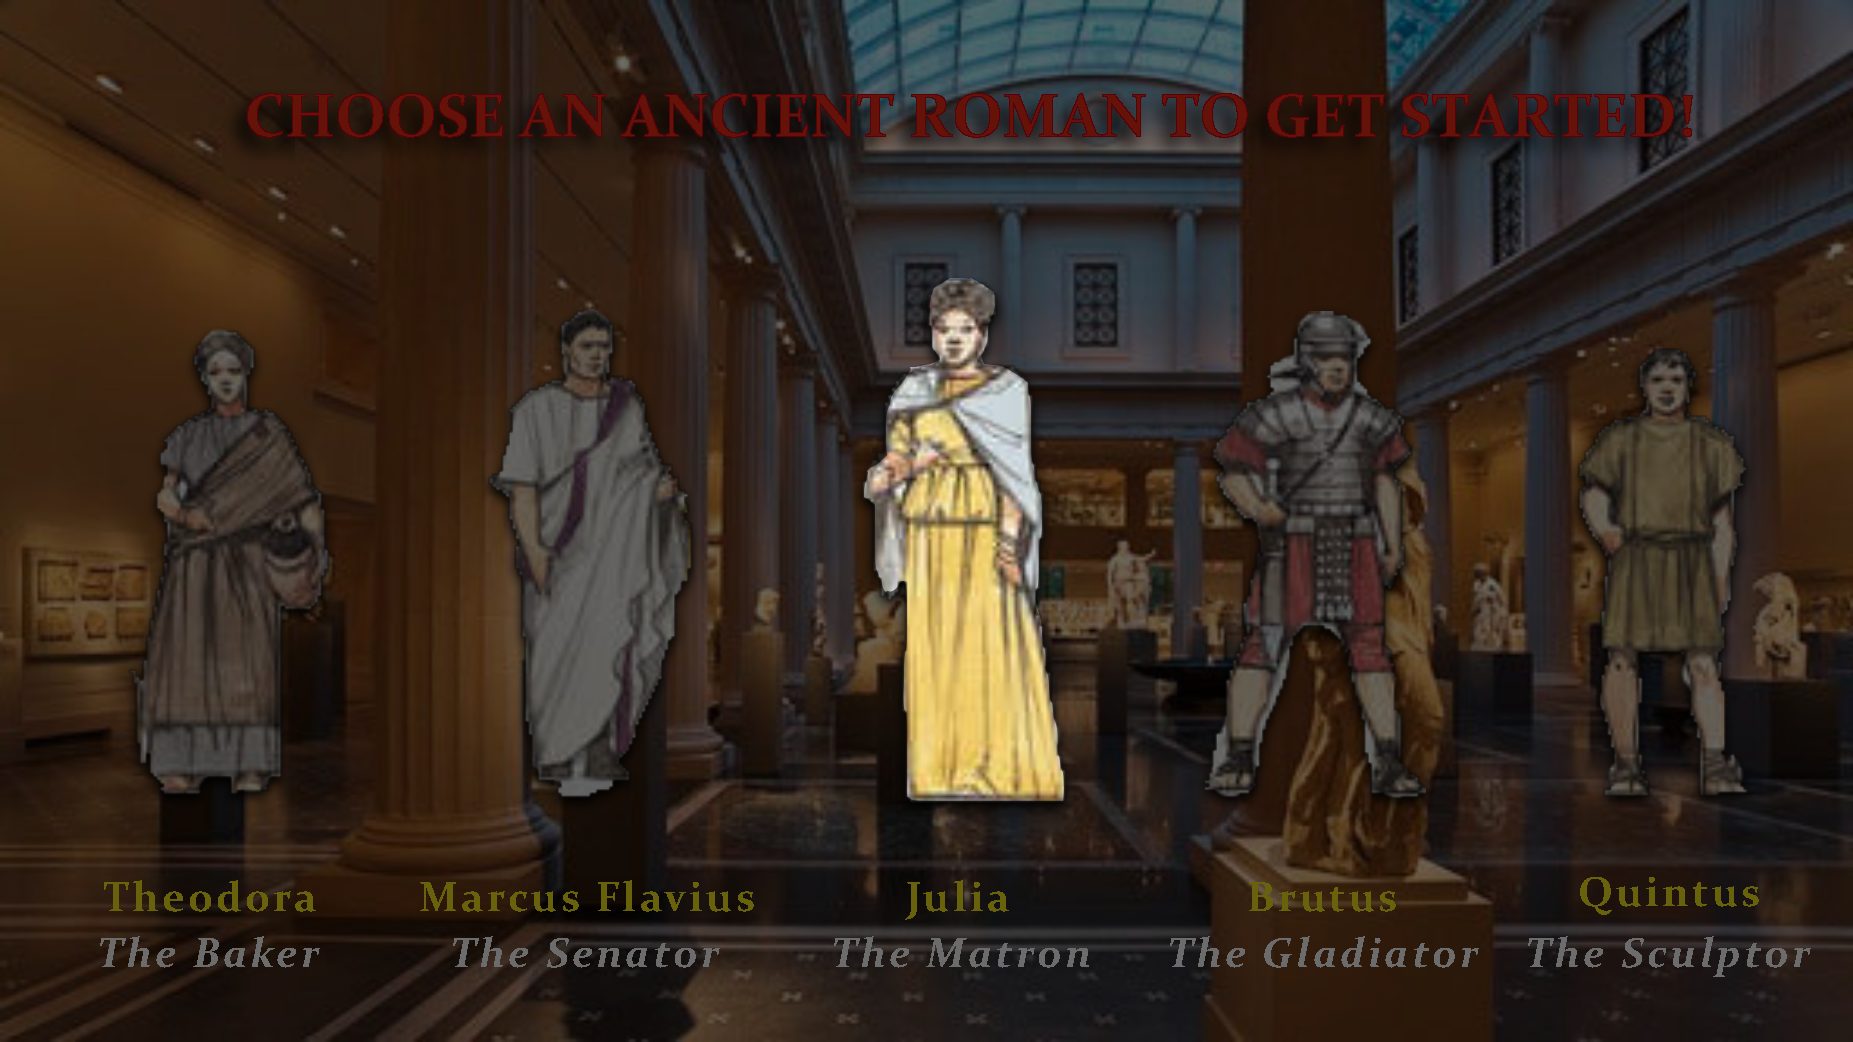 CHOOSE AN ANCIENT ROMAN TO GET STARTED!
Theodora
The Baker
Marcus Flavius
The Senator
Julia
The Matron
Brutus
The Gladiator
Quintus
The Sculptor